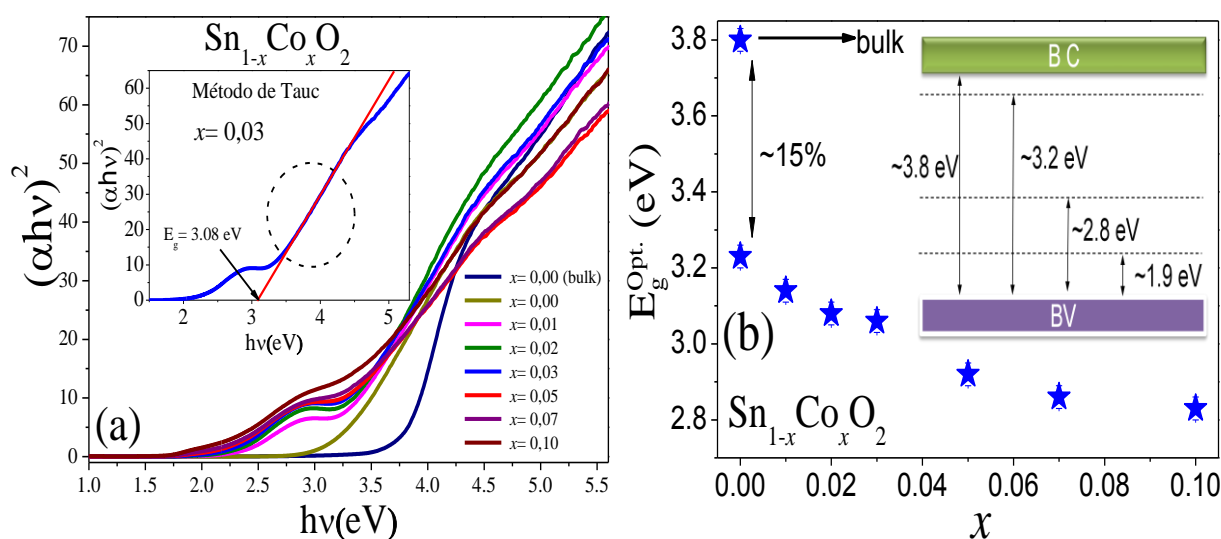 Sn1-xCoxO2
Método de Tauc
x= 0,03
(αhν)²
70
60
50
40
30
20
10
0
Eg= 3.08 eV
2
3
4
5
hν(eV)
(αhν)²
70
60
50
40
30
20
10
0
x= 0,00 (bulk)
x= 0,00
x= 0,01
x= 0,02
x= 0,03
x= 0,05
x= 0,07
x= 0,10
(a)
1.0 1.5 2.0 2.5 3.0 3.5 4.0 4.5 5.0 5.5
hν(eV)
EgOpt. (eV)
3.8
3.6
3.4
3.2
3.0
2.8
bulk
~15%
B C
~3.8 eV
~3.2 eV
~2.8 eV
~1.9 eV
BV
(b)
Sn1-xCoxO2
0.00 0.02 0.04 0.06 0.08 0.10
x